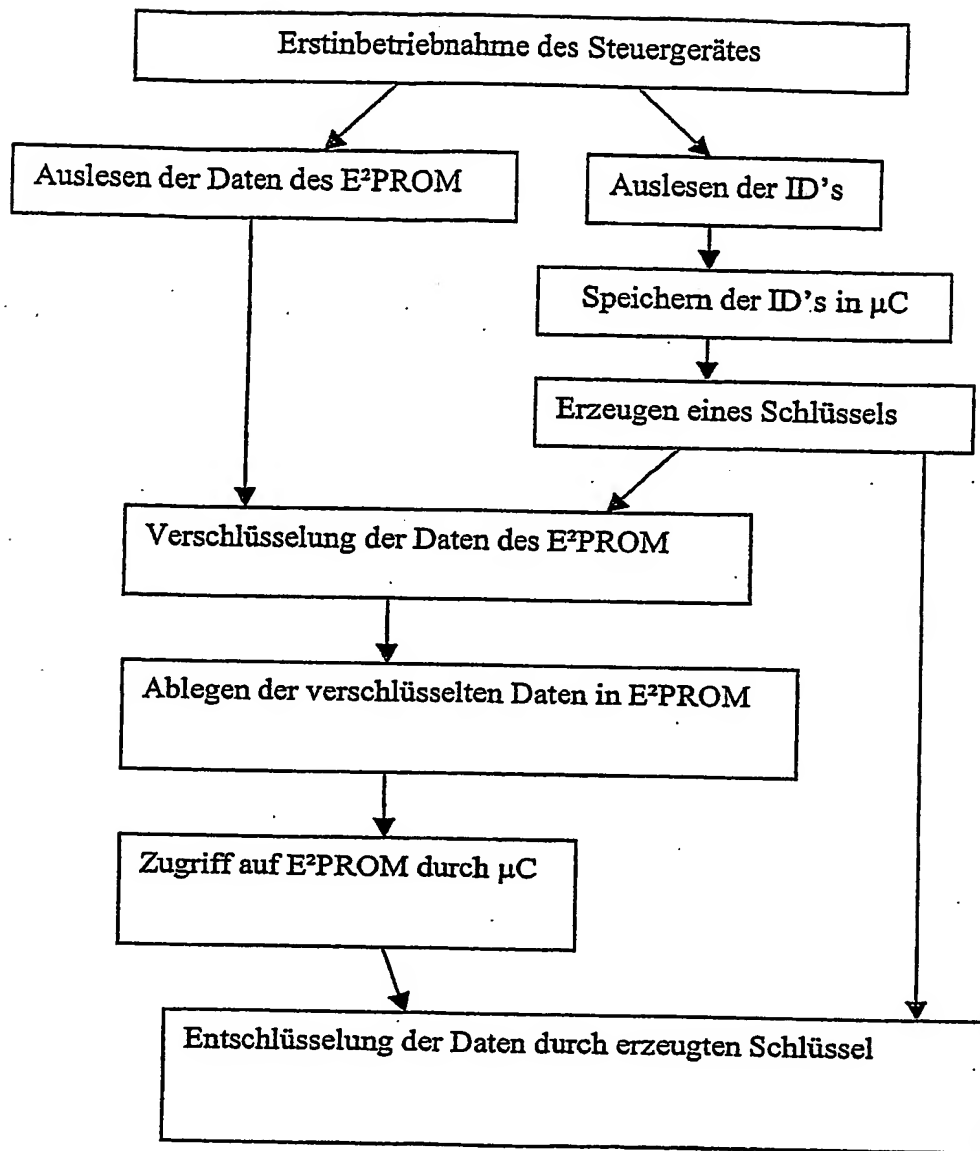 Erstinbetriebnahme des Steuergerätes
Auslesen der Daten des E²PROM
Auslesen der ID's
Speichern der ID's in µC
Erzeugen eines Schlüssels
Verschlüsselung der Daten des E²PROM
Ablegen der verschlüsselten Daten in E²PROM
Zugriff auf E²PROM durch µC
Entschlüsselung der Daten durch erzeugten Schlüssel